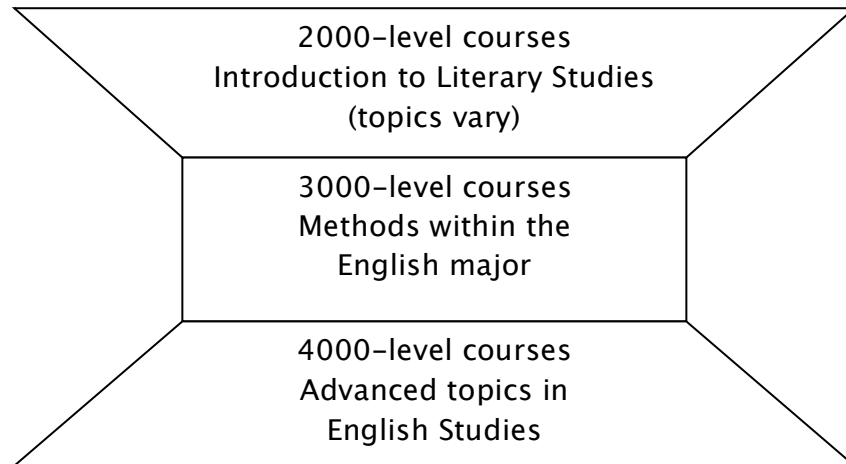 2000–level courses
Introduction to Literary Studies
(topics vary)
3000–level courses
Methods within the
English major
4000–level courses
Advanced topics in
English Studies